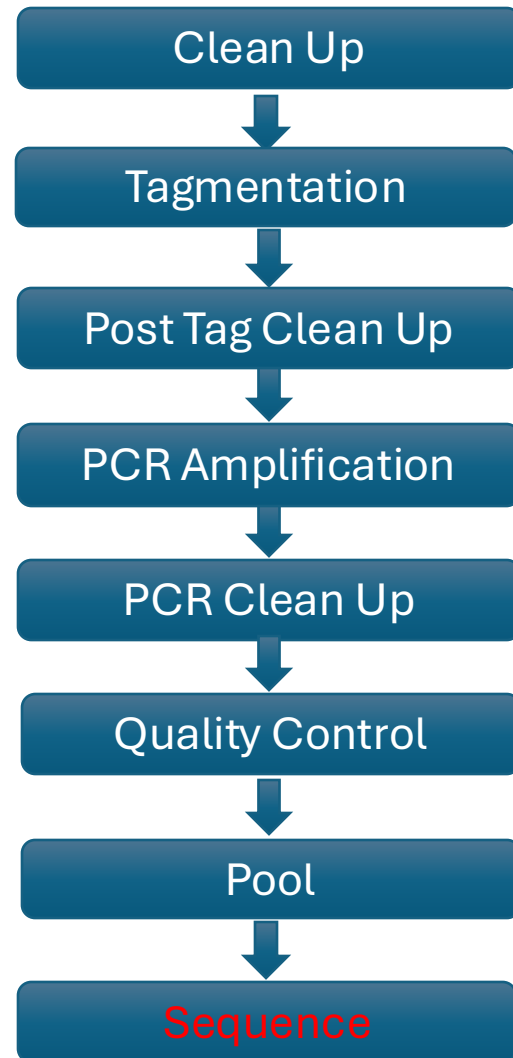 Clean Up
Tagmentation
Post Tag Clean Up
PCR Amplification
PCR Clean Up
Quality Control
Pool
Sequence